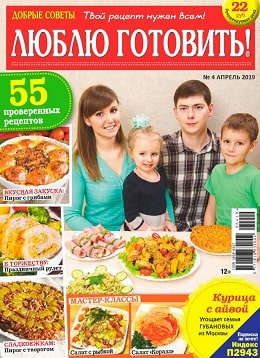 ДОБРЫЕ СОВЕТЫ
Твой рецепт нужен всем!
22
РУБ.
ЛЮБЛЮ ГОТОВИТЬ!
№ 4 АПРЕЛЬ 2019
55
проверенных
рецептов
ВКУСНАЯ ЗАКУСКА:
Пирог с грибами
К ТОРЖЕСТВУ:
Праздничный рулет
СЛАДКОЕЖКАМ:
Пирог с творогом
МАСТЕР-КЛАССЫ
Салат с рыбкой
Салат «Коралл»
12+
Курица
с айвой
Угощает семья
ГУБАНОВЫХ
из Москвы
Подписка
на почте!
Индекс
П2943